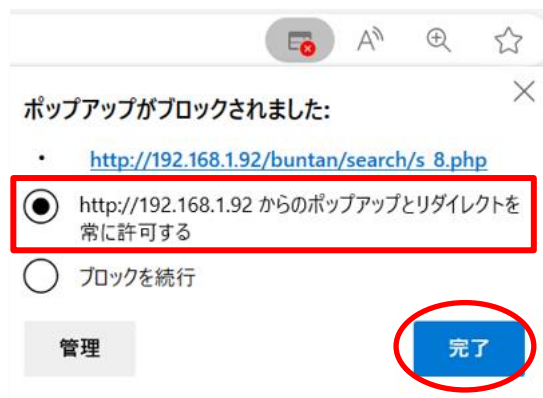 A
ポップアップがブロックされました:
・ http://192.168.1.92/buntan/search/s_8.php
http://192.168.1.92 からのポップアップとリダイレクトを
常に許可する
ブロックを続行
管理 完了